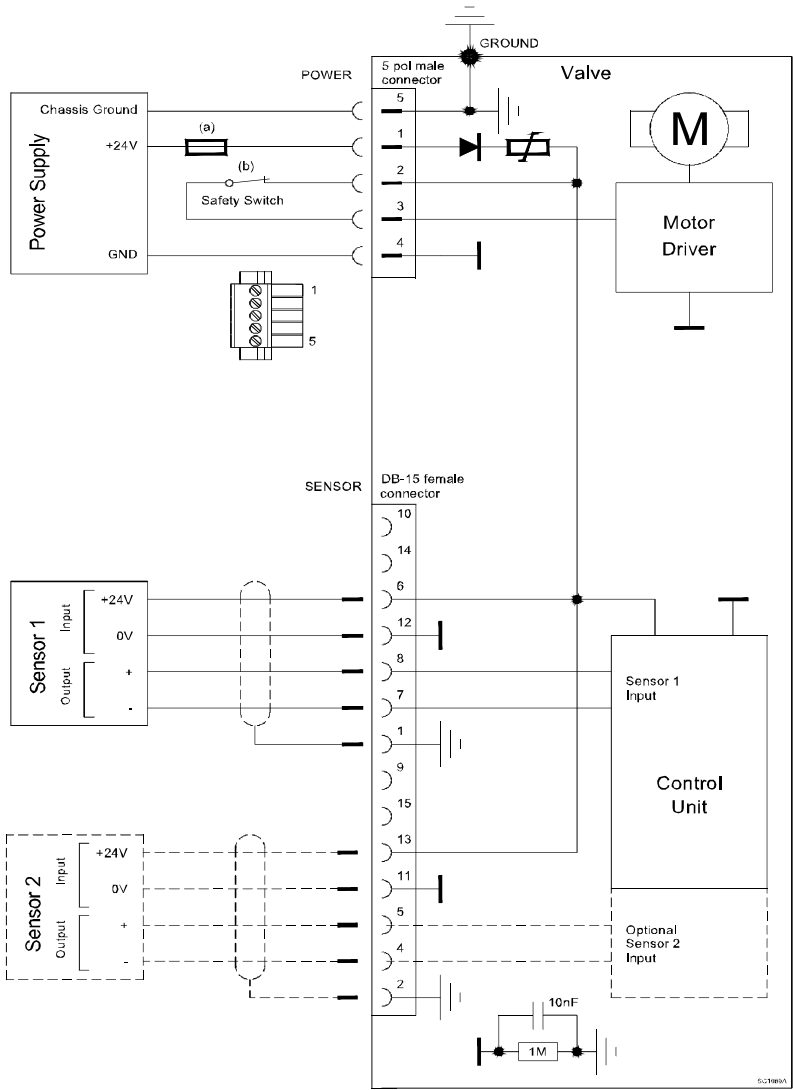 GROUND
POWER
5 pol male
connector
Valve
Power Supply
Chassis Ground
5
M
(a)
+24V
1
(b)
2
Safety Switch
3
Motor
Driver
GND
4
1
5
SENSOR
DB-15 female
connector
10
14
Sensor 1
Input
+24V
6
0V
12
Output
+
8
Sensor 1
Input
-
7
1
9
Control
Unit
15
Sensor 2
Input
+24V
13
0V
11
Output
+
5
Optional
Sensor 2
Input
-
4
2
10nF
1M